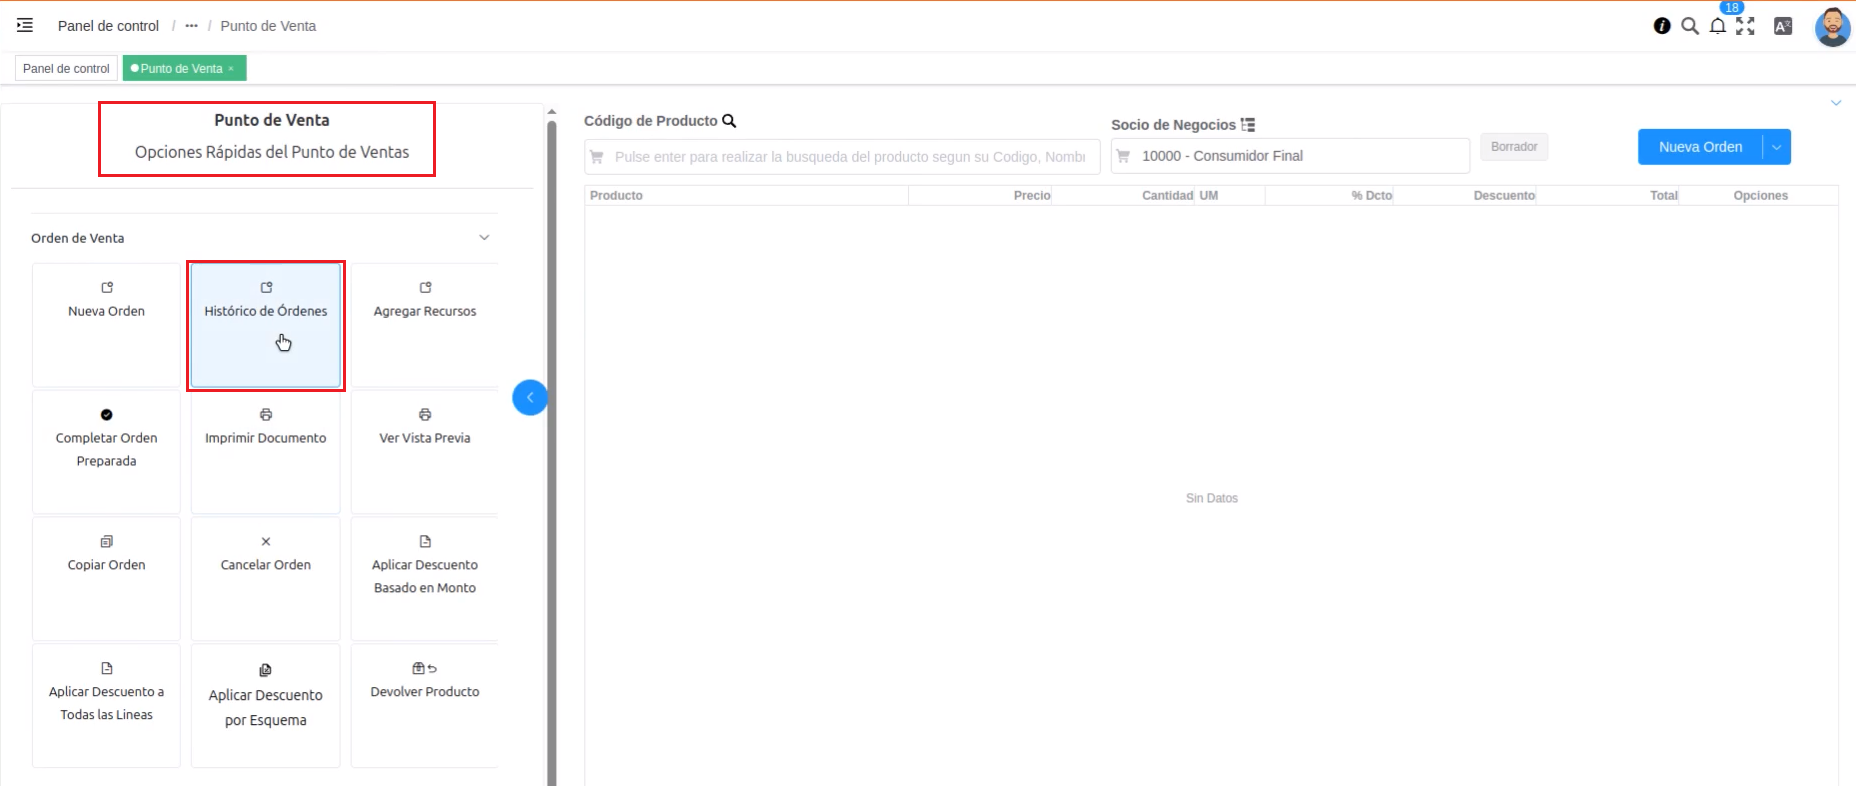 Panel de control / ··· / Punto de Venta
18
Panel de control
Punto de Venta ×
Punto de Venta
Opciones Rápidas del Punto de Ventas
Orden de Venta
Nueva Orden
Histórico de Órdenes
Agregar Recursos
Completar Orden
Preparada
Imprimir Documento
Ver Vista Previa
Copiar Orden
Cancelar Orden
Aplicar Descuento
Basado en Monto
Aplicar Descuento a
Todas las Lineas
Aplicar Descuento
por Esquema
Devolver Producto
Código de Producto
Pulse enter para realizar la busqueda del producto segun su Codigo, Nombr
Socio de Negocios
10000 - Consumidor Final
Borrador
Nueva Orden
Producto Precio Cantidad UM % Dcto Descuento Total Opciones
Sin Datos